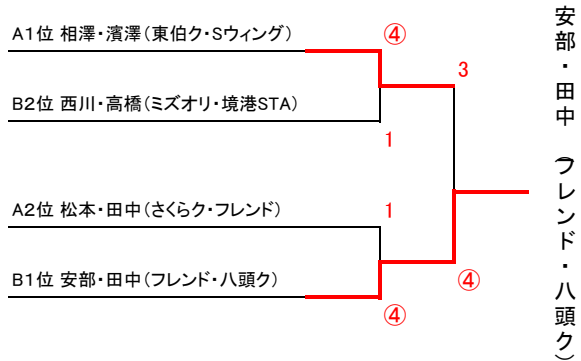 A1位 相澤・濱澤(東伯ク・Sウィング)
④
3
B2位 西川・高橋(ミズオリ・境港STA)
1
A2位 松本・田中(さくらク・フレンド)
1
B1位 安部・田中(フレンド・八頭ク)
④
④
安部・田中(フレンド・八頭ク)